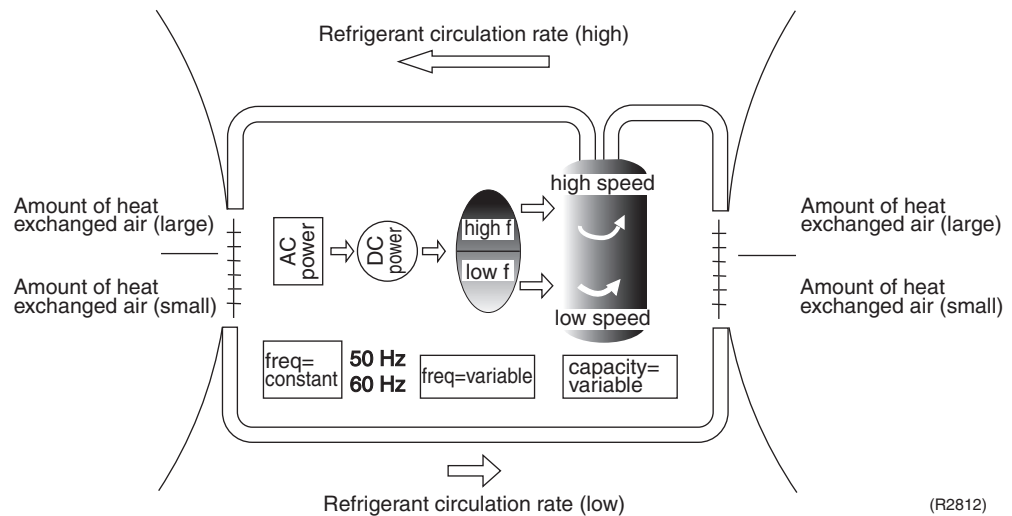 Refrigerant circulation rate (high)
high speed
Amount of heat
exchanged air (large)
Amount of heat
exchanged air (small)
AC
power
DC
power
high f
low f
low speed
Amount of heat
exchanged air (large)
Amount of heat
exchanged air (small)
freq=
constant
50 Hz
60 Hz
freq=variable
capacity=
variable
Refrigerant circulation rate (low)
(R2812)